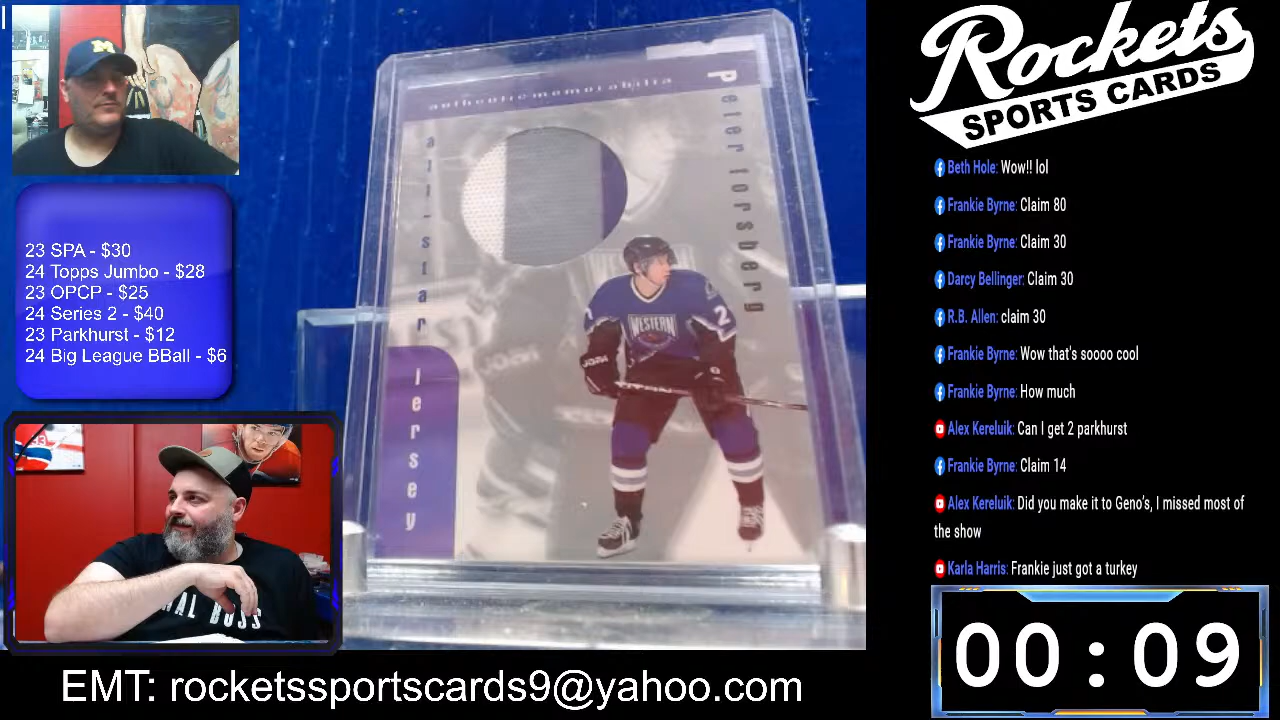 Rockets
SPORTS CARDS
23 SPA - $30
24 Topps Jumbo - $28
23 OPCP - $25
24 Series 2 - $40
23 Parkhurst - $12
24 Big League BBall - $6
authentic memorabilia
peter forsberg
all-star
jersey
WESTERN
2
Beth Hole: Wow!! lol
Frankie Byrne: Claim 80
Frankie Byrne: Claim 30
Darcy Bellinger: Claim 30
R.B. Allen: claim 30
Frankie Byrne: Wow that's soooo cool
Frankie Byrne: How much
Alex Kereluik: Can I get 2 parkhurst
Frankie Byrne: Claim 14
Alex Kereluik: Did you make it to Geno's, I missed most of
the show
Karla Harris: Frankie just got a turkey
00:09
EMT: rocketssportscards9@yahoo.com